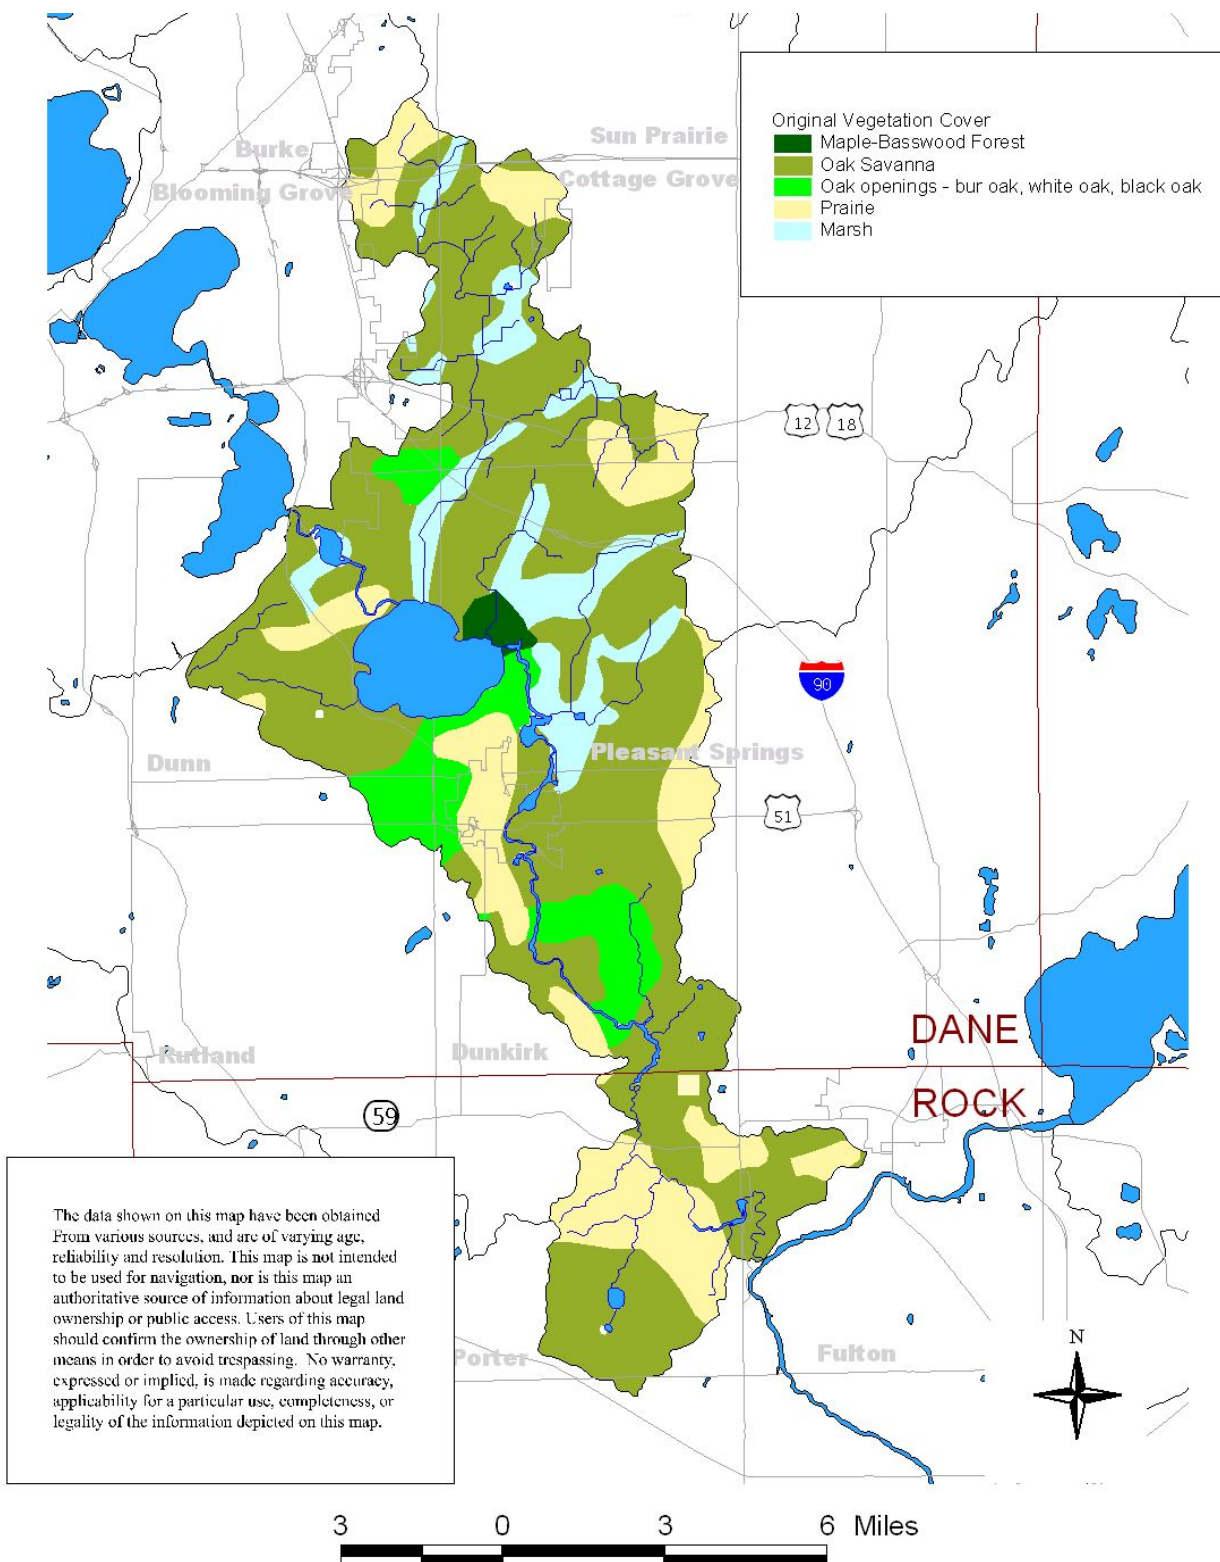 Original Vegetation Cover
Maple-Basswood Forest
Oak Savanna
Oak openings - bur oak, white oak, black oak
Prairie
Marsh
Burke
Sun Prairie
Blooming Grove
Cottage Grove
12 18
90
Dunn
Pleasant Springs
51
DANE
Rutland
Dunkirk
ROCK
59
The data shown on this map have been obtained
From various sources, and are of varying age,
reliability and resolution. This map is not intended
to be used for navigation, nor is this map an
authoritative source of information about legal land
ownership or public access. Users of this map
should confirm the ownership of land through other
means in order to avoid trespassing. No warranty,
expressed or implied, is made regarding accuracy,
applicability for a particular use, completeness, or
legality of the information depicted on this map.
Porter
Fulton
N
3 0 3 6 Miles